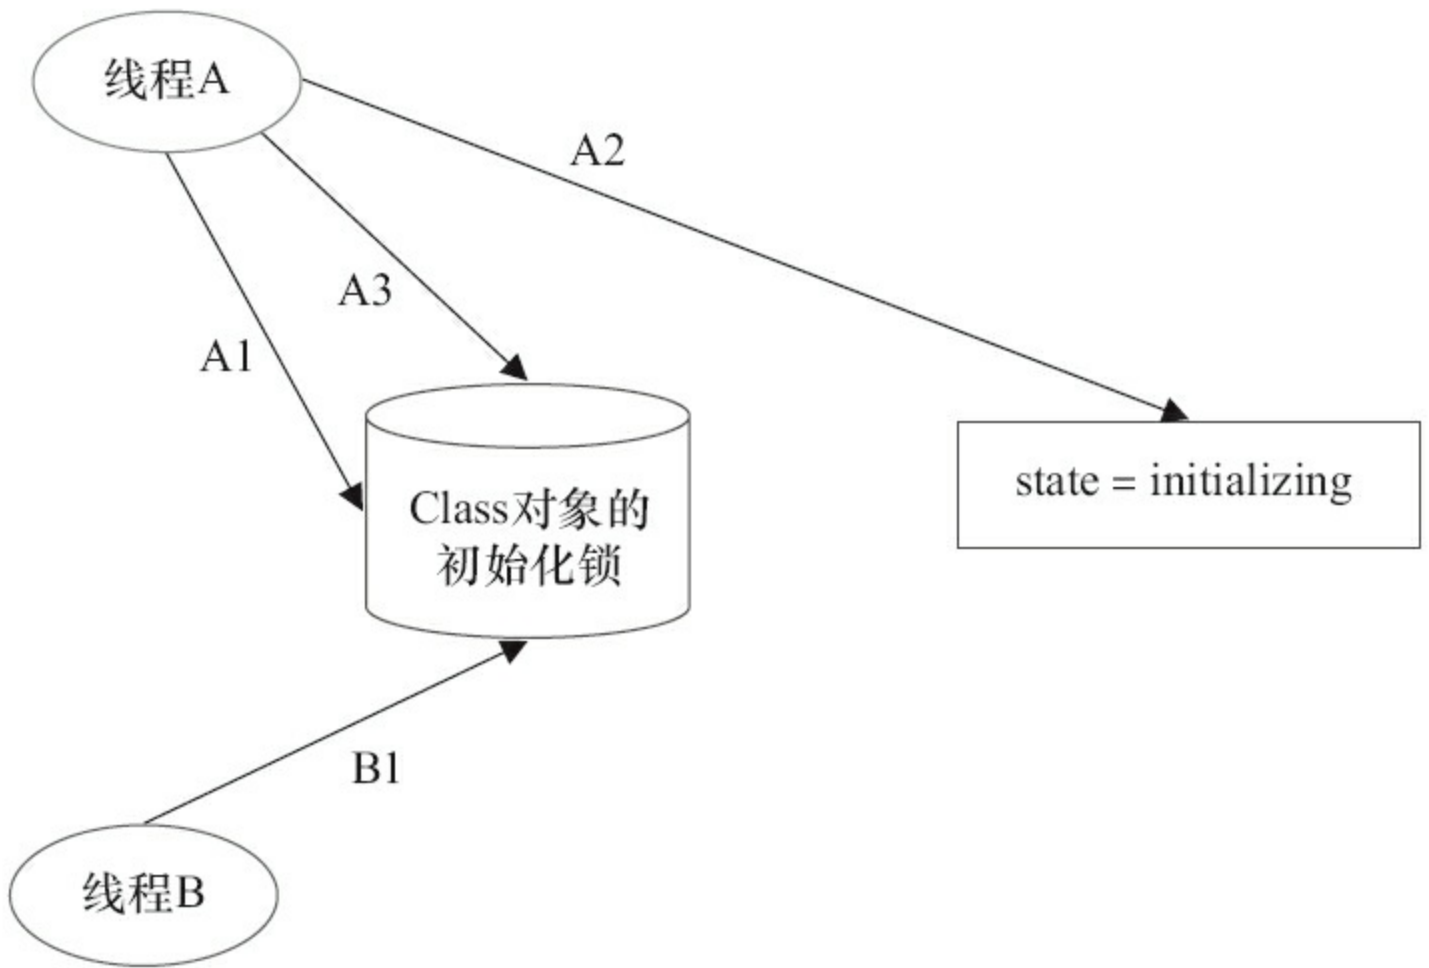 线程A
A2
A3
A1
Class对象的
初始化锁
state = initializing
B1
线程B